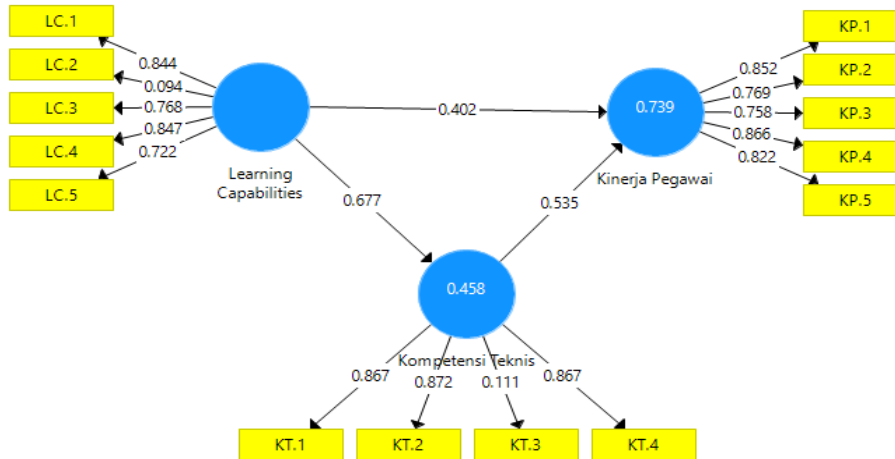 LC.1
LC.2
LC.3
LC.4
LC.5
0.844
0.094
0.768
0.847
0.722
Learning
Capabilities
0.402
0.677
0.739
Kinerja Pegawai
0.852
0.769
0.758
0.866
0.822
KP.1
KP.2
KP.3
KP.4
KP.5
0.535
0.458
Kompetensi Teknis
0.867
0.872
0.111
0.867
KT.1
KT.2
KT.3
KT.4